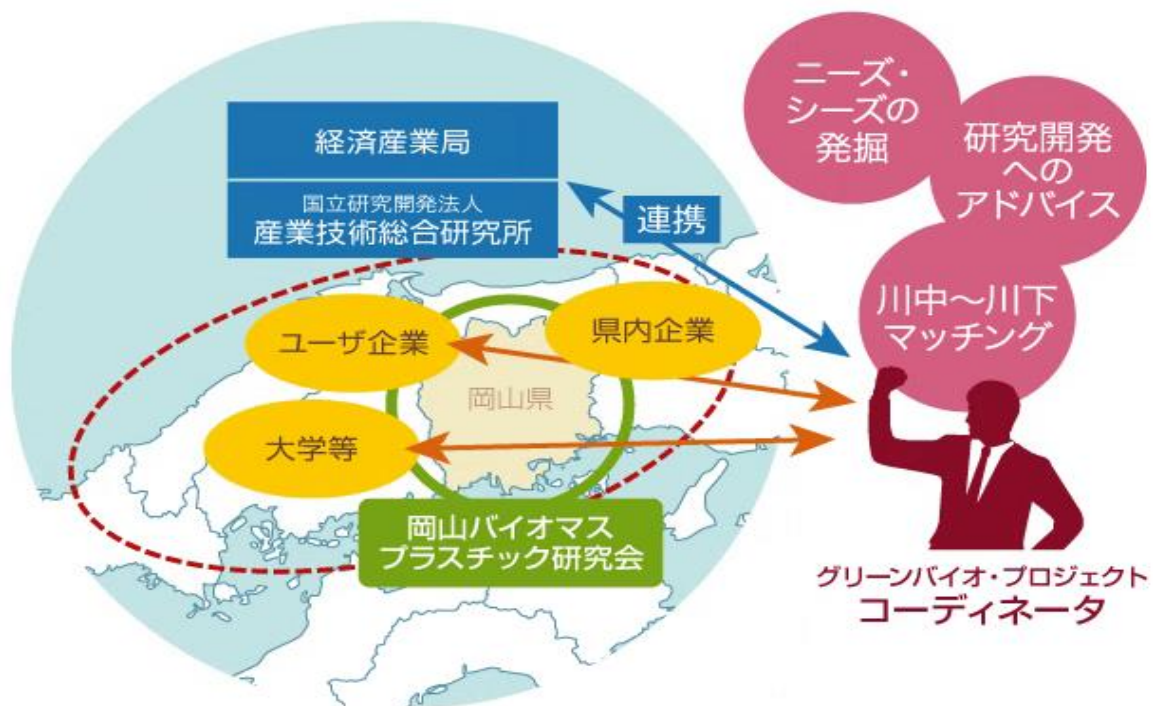 経済産業局
国立研究開発法人
産業技術総合研究所
連携
ニーズ・
シーズの
発掘
研究開発
への
アドバイス
川中～川下
マッチング
ユーザ企業
県内企業
岡山県
大学等
岡山バイオマス
プラスチック研究会
グリーンバイオ・プロジェクト
コーディネータ